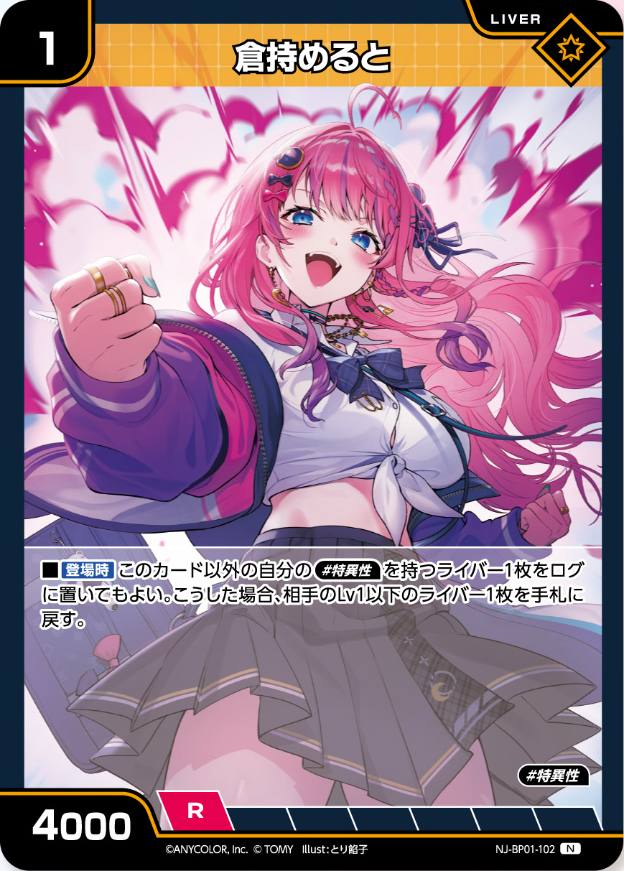 1
LIVER
倉持めると
■ 登場時 このカード以外の自分の #特異性 を持つライバー1枚をログ
に置いてもよい。こうした場合、相手のLv1以下のライバー1枚を手札に
戻す。
#特異性
R
4000
©ANYCOLOR, Inc. © TOMY Illust:とり餡子
NJ-BP01-102 N